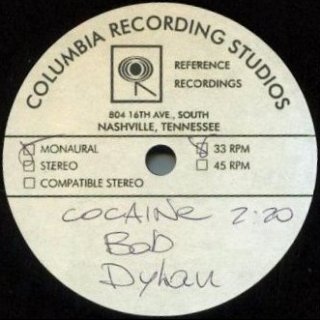 COLUMBIA RECORDING STUDIOS
REFERENCE
RECORDINGS
804 16TH AVE., SOUTH
NASHVILLE, TENNESSEE
MONAURAL 33 RPM
STEREO 45 RPM
COMPATIBLE STEREO
COCAINE 2:20
Bob
Dylan